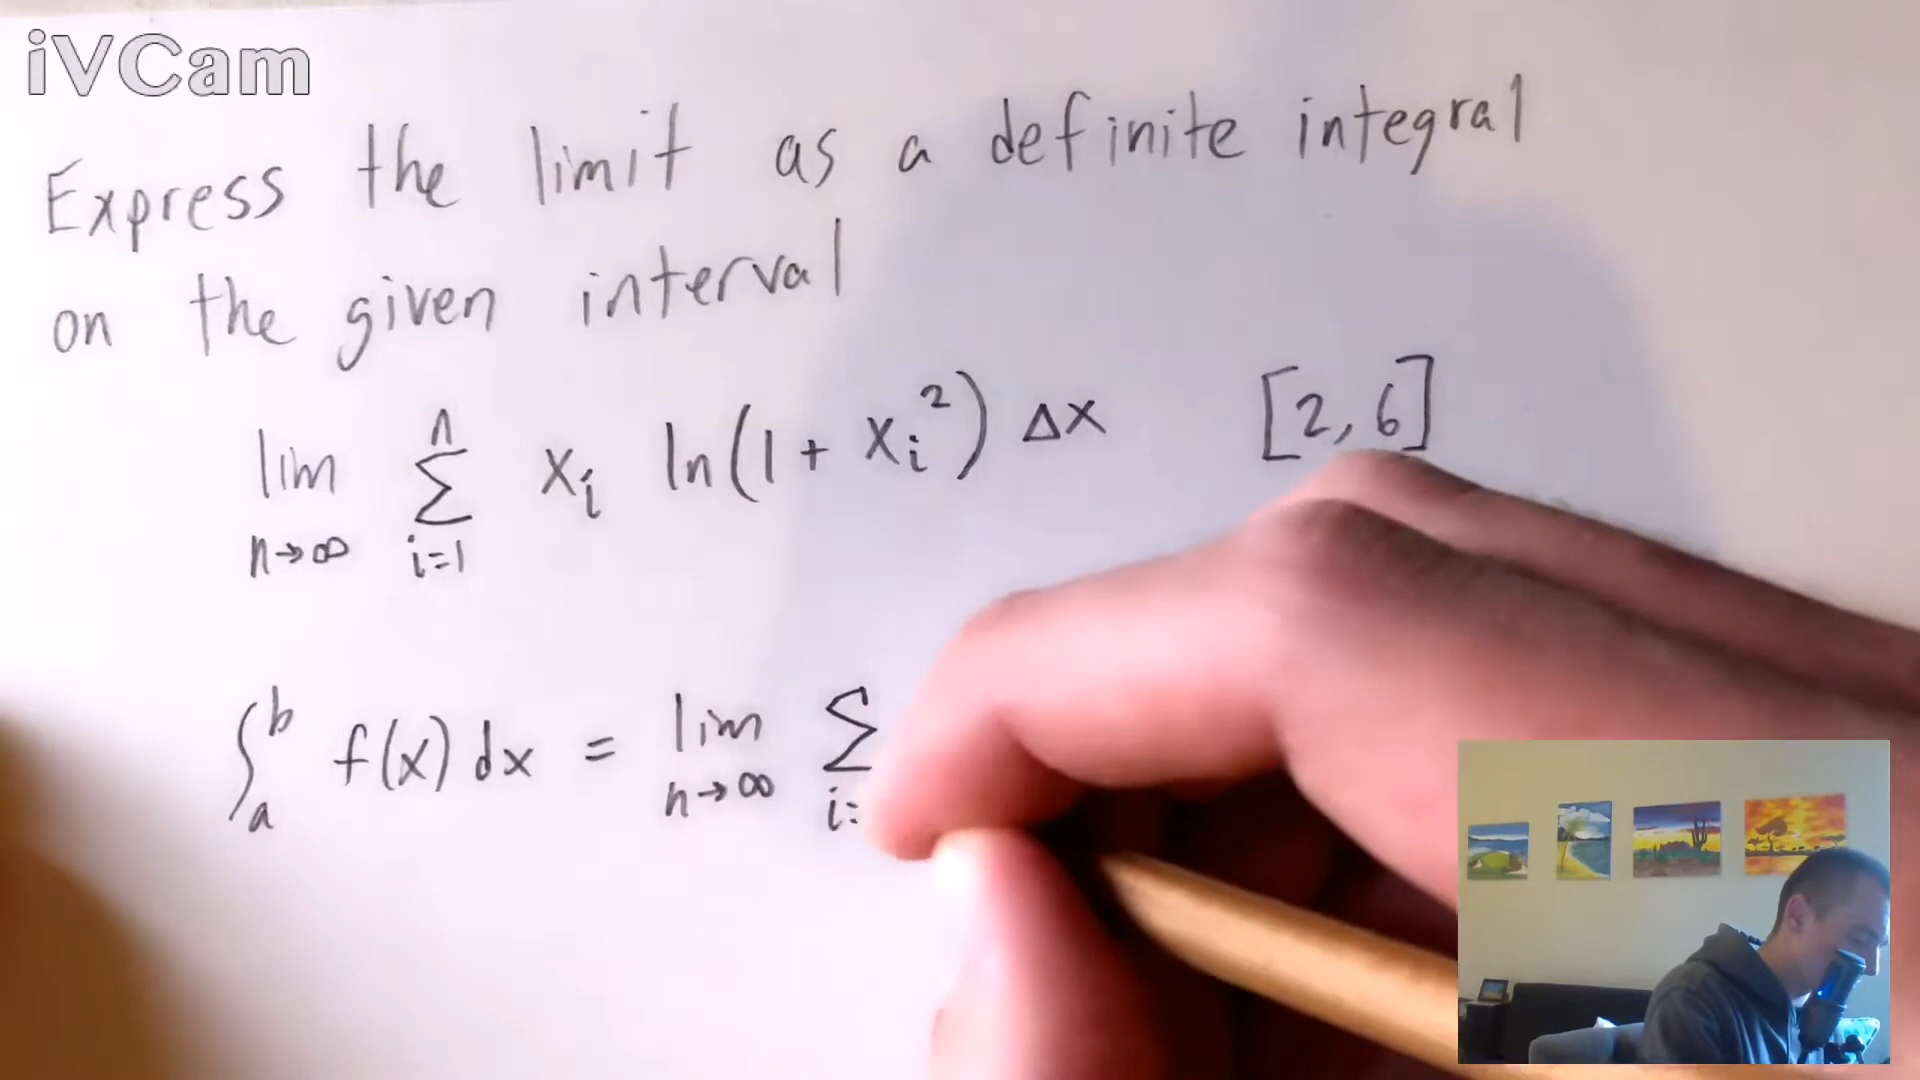 iVCam
Express the limit as a definite integral
on the given interval
lim n→∞ Σ i=1 n xᵢ ln(1 + xᵢ²) Δx [2, 6]
∫ₐᵇ f(x) dx = lim n→∞ Σ i=